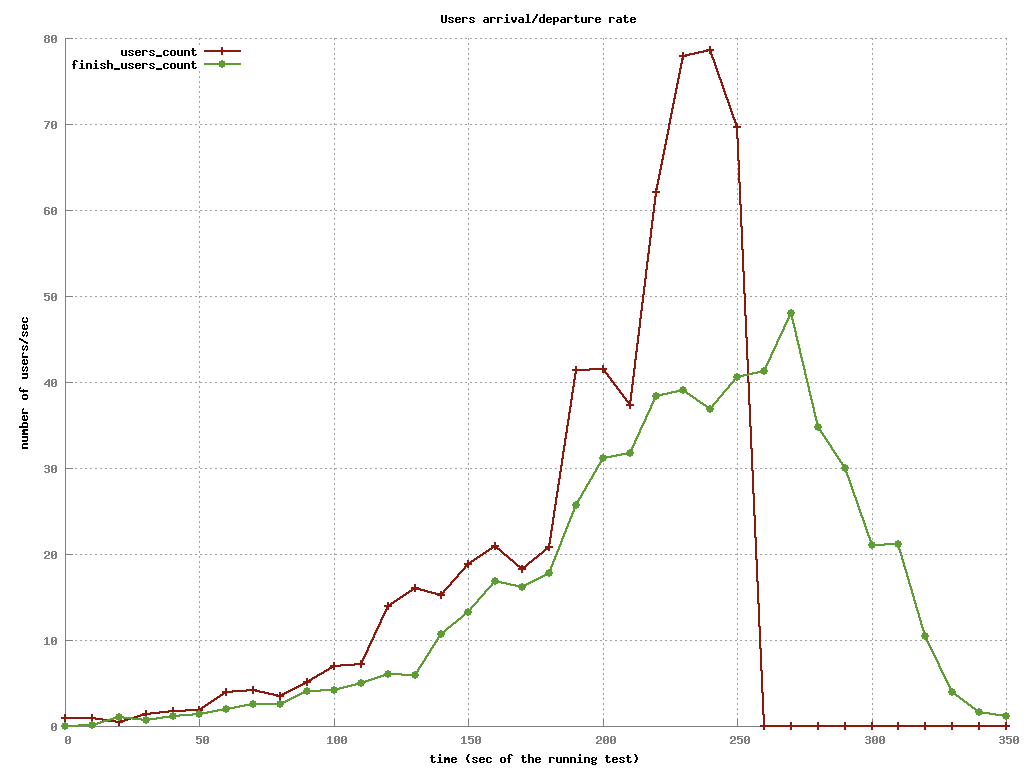 Users arrival/departure rate
users_count
finish_users_count
80
70
60
50
40
30
20
10
0
number of users/sec
0 50 100 150 200 250 300 350
time (sec of the running test)